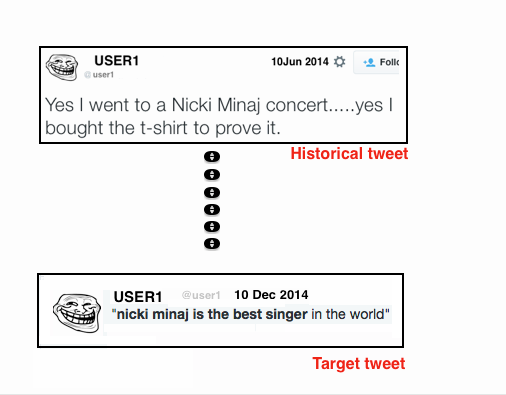 USER1 10Jun 2014 Follc
@user1
Yes I went to a Nicki Minaj concert.....yes I
bought the t-shirt to prove it.
Historical tweet
USER1 @user1 10 Dec 2014
"nicki minaj is the best singer in the world"
Target tweet